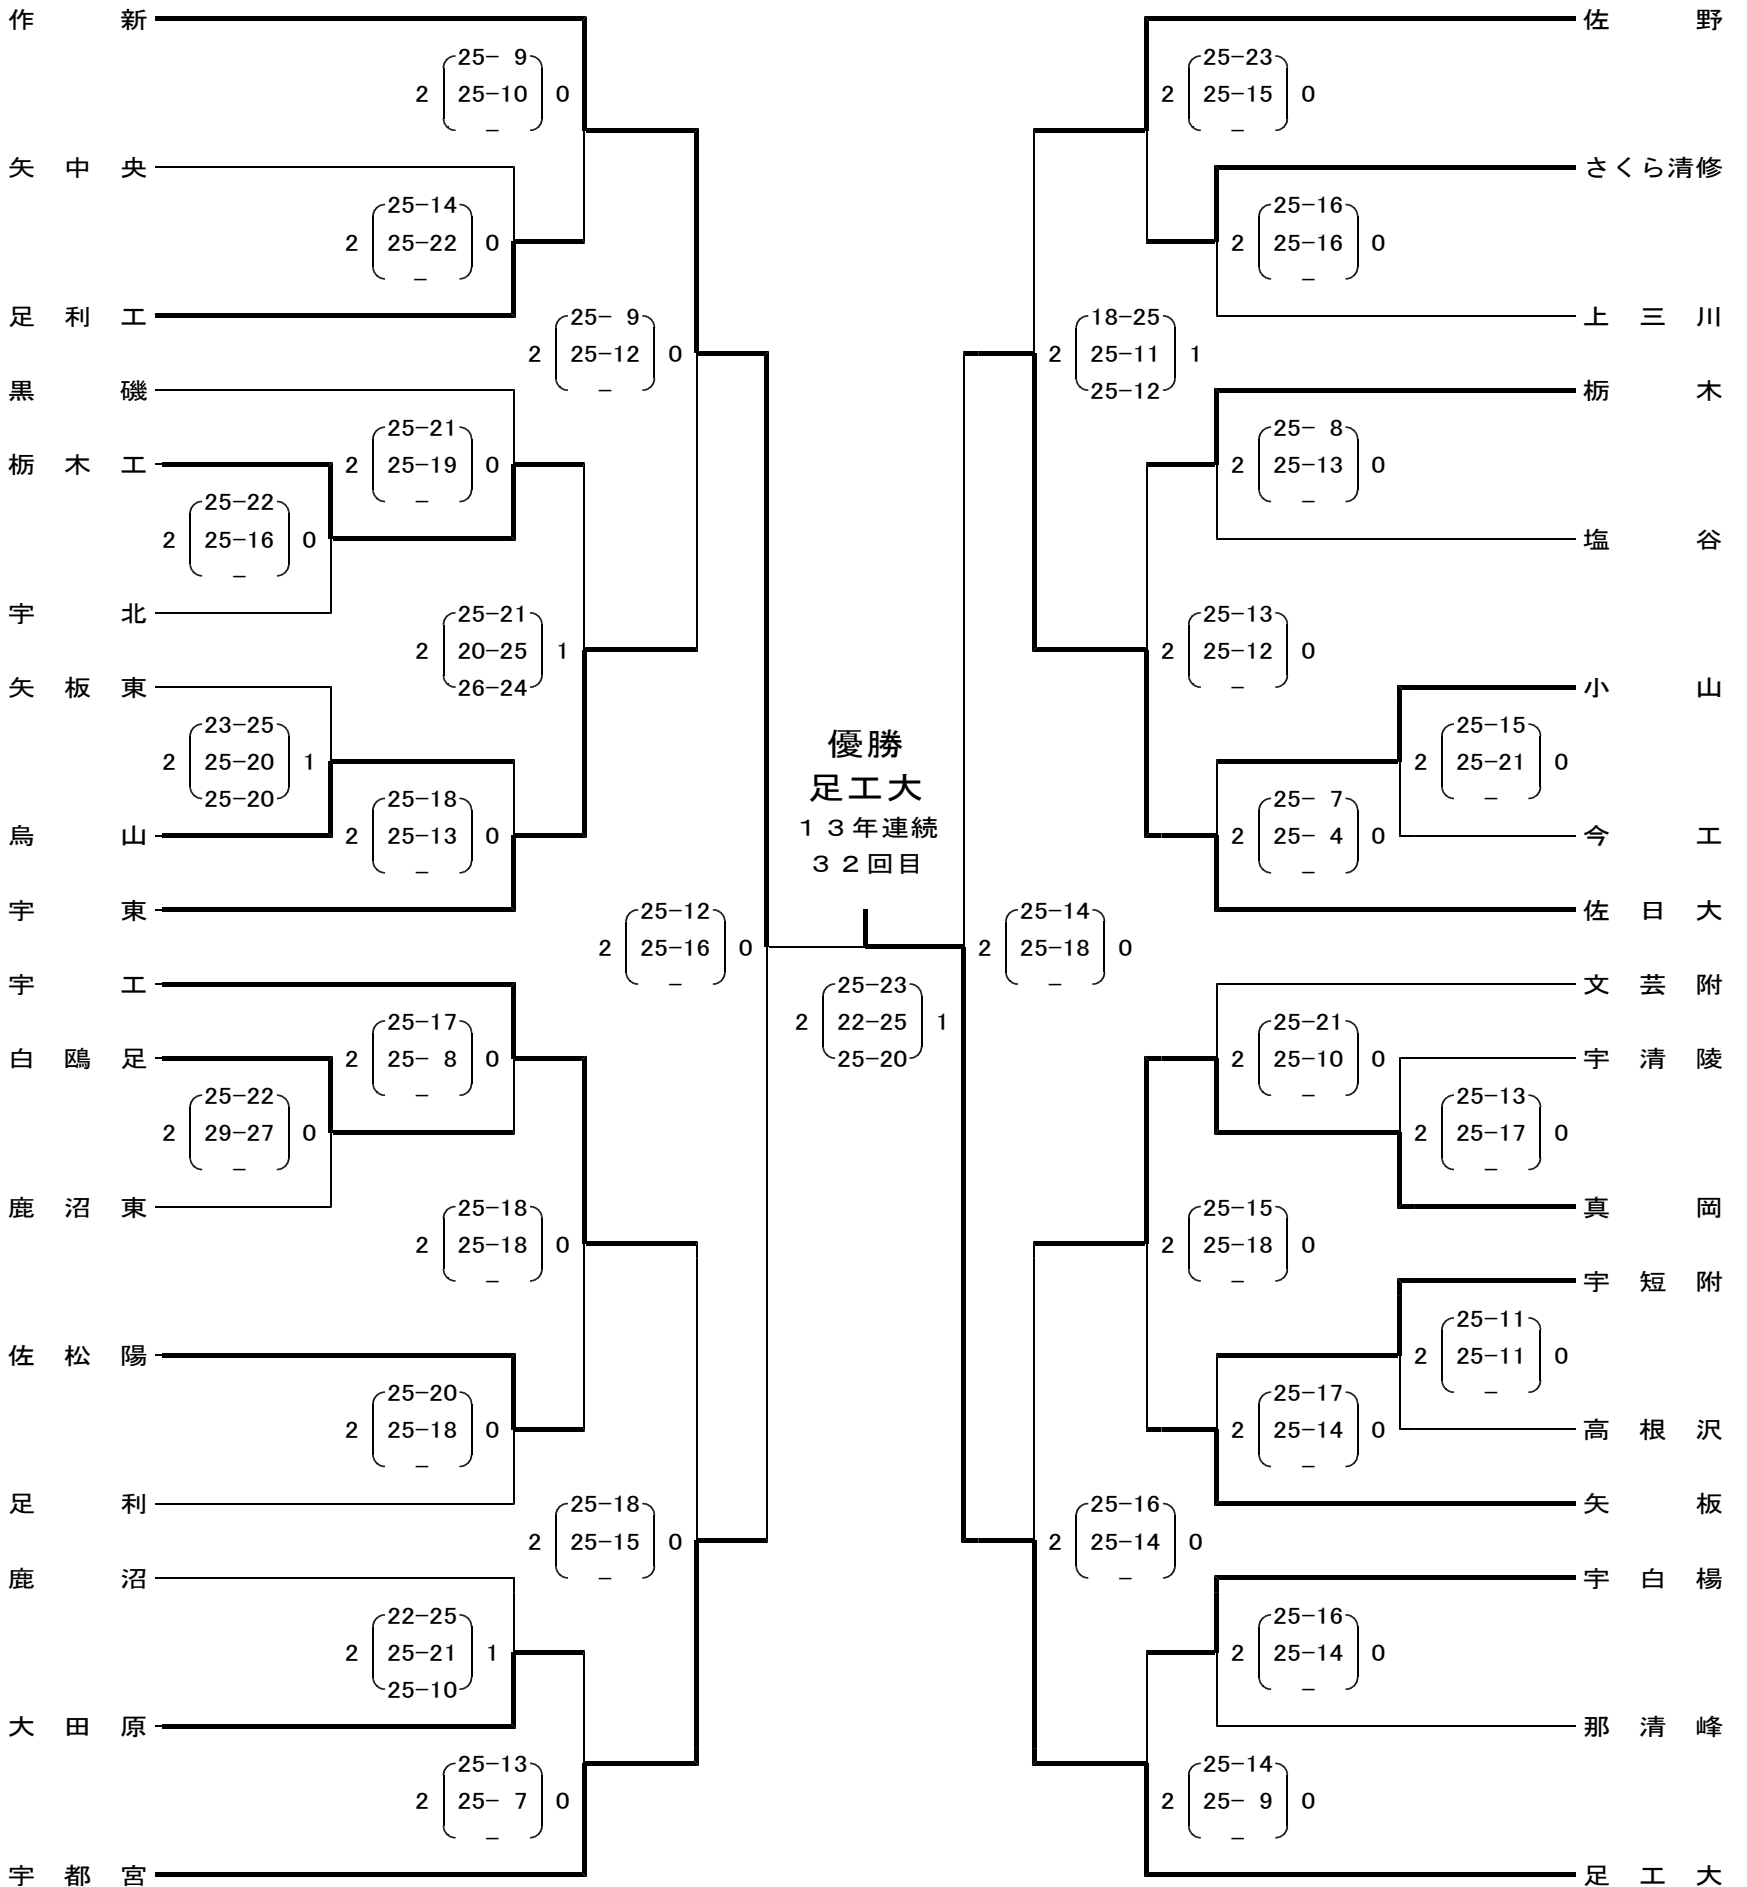 作新
25- 9
2 25-10 0
-
矢中央
25-14
2 25-22 0
-
足利工
25- 9
2 25-12 0
-
黒磯
25-21
2 25-19 0
-
栃木工
25-22
2 25-16 0
-
宇北
25-21
2 20-25 1
26-24
矢板東
23-25
2 25-20 1
25-20
烏山
25-18
2 25-13 0
-
宇東
25-12
2 25-16 0
-
宇工
25-17
2 25- 8 0
-
白鴎足
25-22
2 29-27 0
-
鹿沼東
25-18
2 25-18 0
-
佐松陽
25-20
2 25-18 0
-
足利
25-18
2 25-15 0
-
鹿沼
22-25
2 25-21 1
25-10
大田原
25-13
2 25- 7 0
-
宇都宮
優勝
足工大
13年連続
32回目
25-23
2 22-25 1
25-20
佐野
25-23
2 25-15 0
-
さくら清修
25-16
2 25-16 0
-
上三川
18-25
2 25-11 1
25-12
栃木
25- 8
2 25-13 0
-
塩谷
25-13
2 25-12 0
-
小山
25-15
2 25-21 0
-
今工
25- 7
2 25- 4 0
-
佐日大
25-14
2 25-18 0
-
文芸附
25-21
2 25-10 0
-
宇清陵
25-13
2 25-17 0
-
真岡
25-15
2 25-18 0
-
宇短附
25-11
2 25-11 0
-
高根沢
25-17
2 25-14 0
-
矢板
25-16
2 25-14 0
-
宇白楊
25-16
2 25-14 0
-
那清峰
25-14
2 25- 9 0
-
足工大